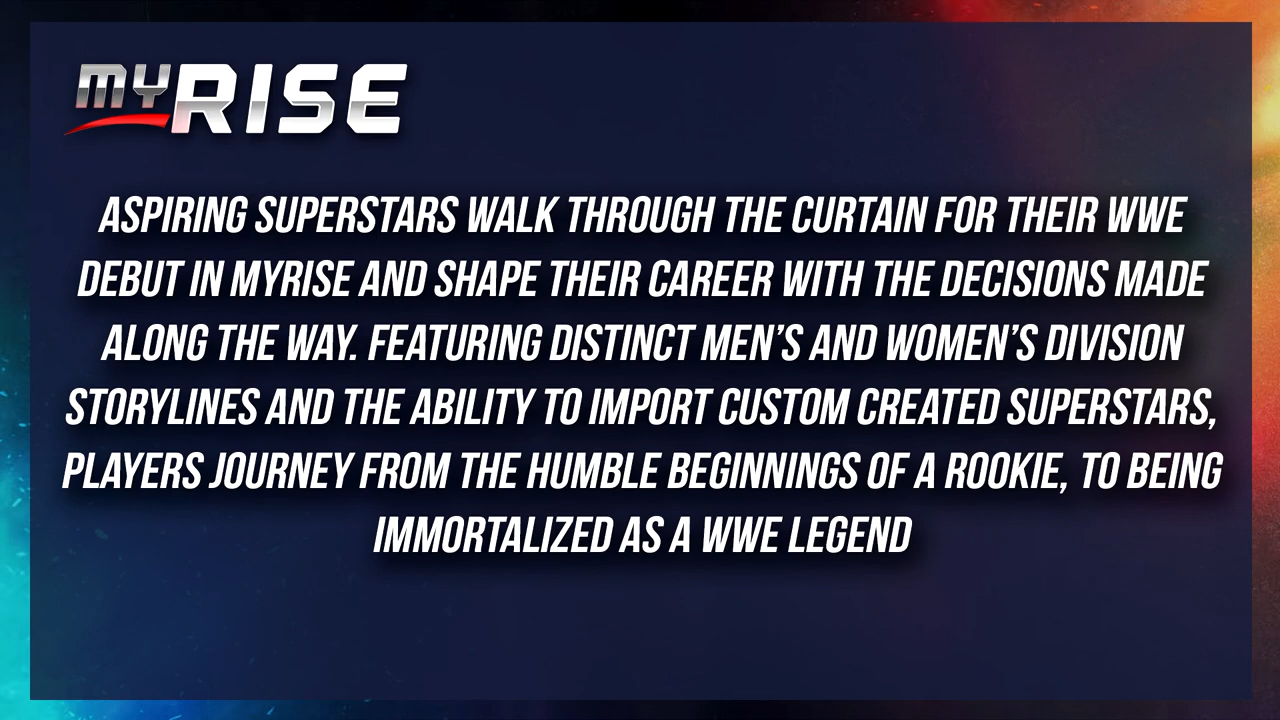 MYRISE
ASPIRING SUPERSTARS WALK THROUGH THE CURTAIN FOR THEIR WWE
DEBUT IN MYRISE AND SHAPE THEIR CAREER WITH THE DECISIONS MADE
ALONG THE WAY. FEATURING DISTINCT MEN’S AND WOMEN’S DIVISION
STORYLINES AND THE ABILITY TO IMPORT CUSTOM CREATED SUPERSTARS,
PLAYERS JOURNEY FROM THE HUMBLE BEGINNINGS OF A ROOKIE, TO BEING
IMMORTALIZED AS A WWE LEGEND